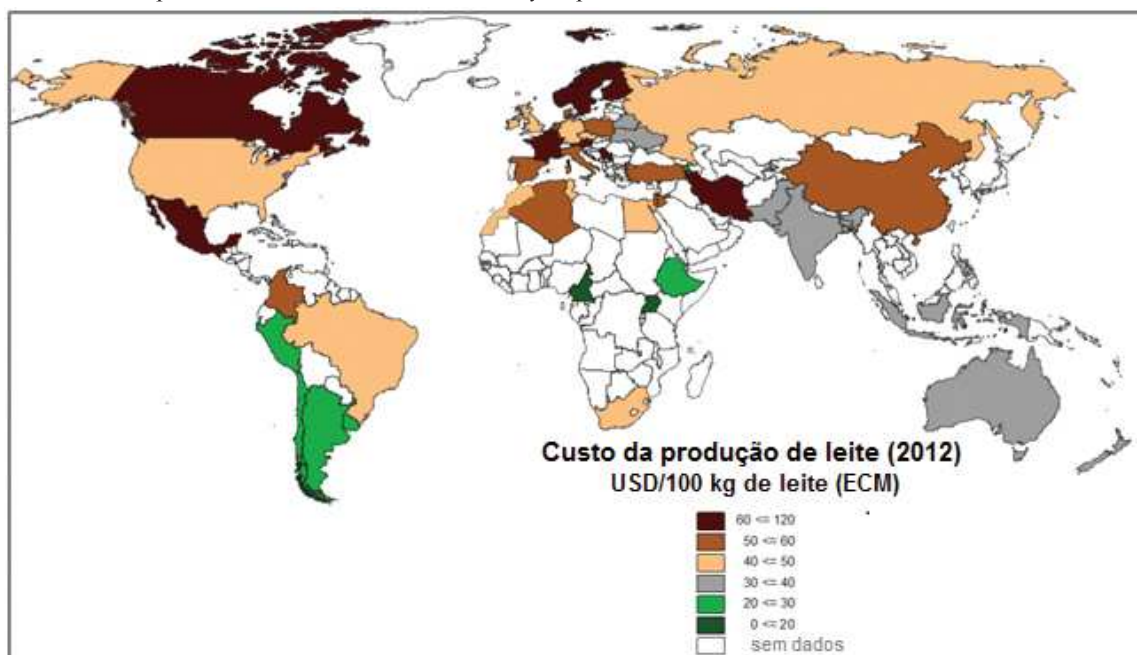 Custo da produção de leite (2012)
USD/100 kg de leite (ECM)
60 <= 120
50 <= 60
40 <= 50
30 <= 40
20 <= 30
0 <= 20
sem dados